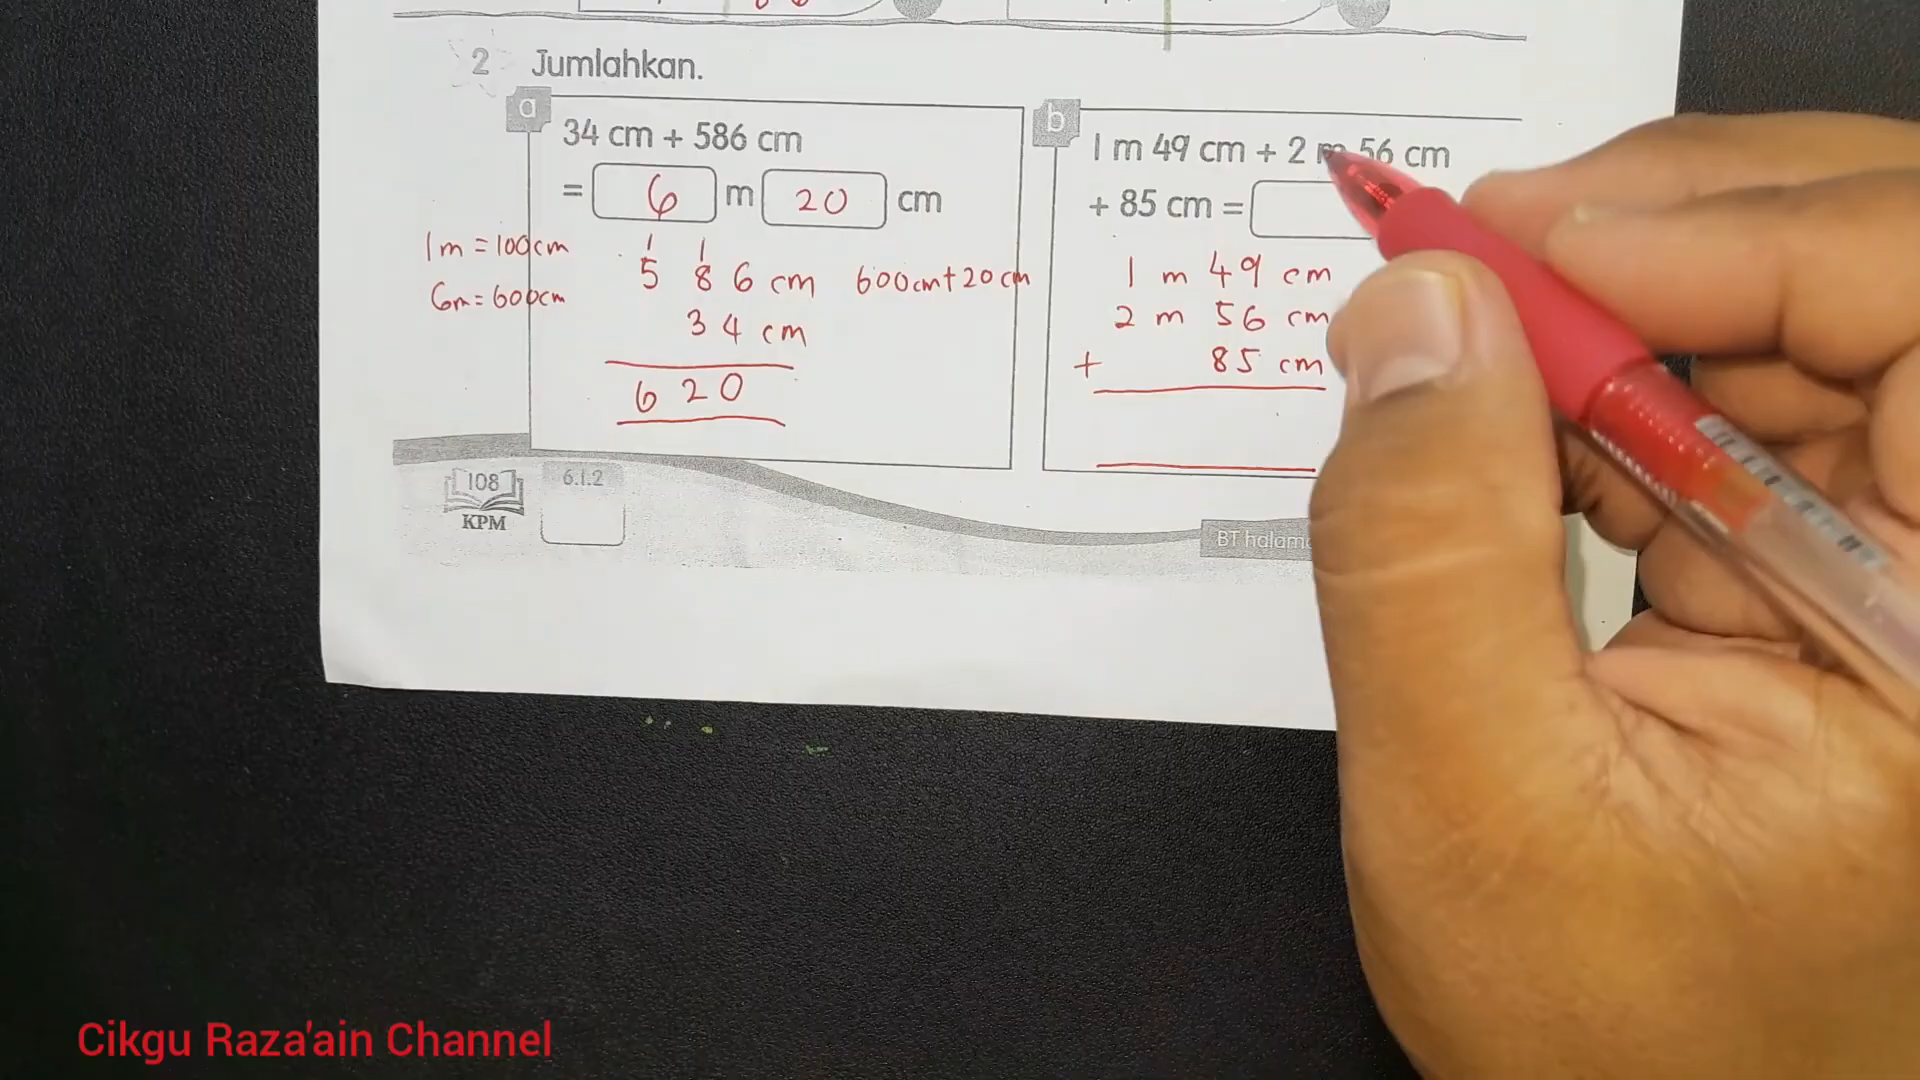 2 Jumlahkan.
a
34 cm + 586 cm
= 6 m 20 cm
1m = 100cm
6m = 600cm
1 1
5 8 6 cm
3 4 cm
6 2 0
600cm + 20cm
b
1 m 49 cm + 2 m 56 cm
+ 85 cm =
1 m 49 cm
2 m 56 cm
+ 85 cm
108
KPM
6.1.2
BT
Cikgu Raza'ain Channel